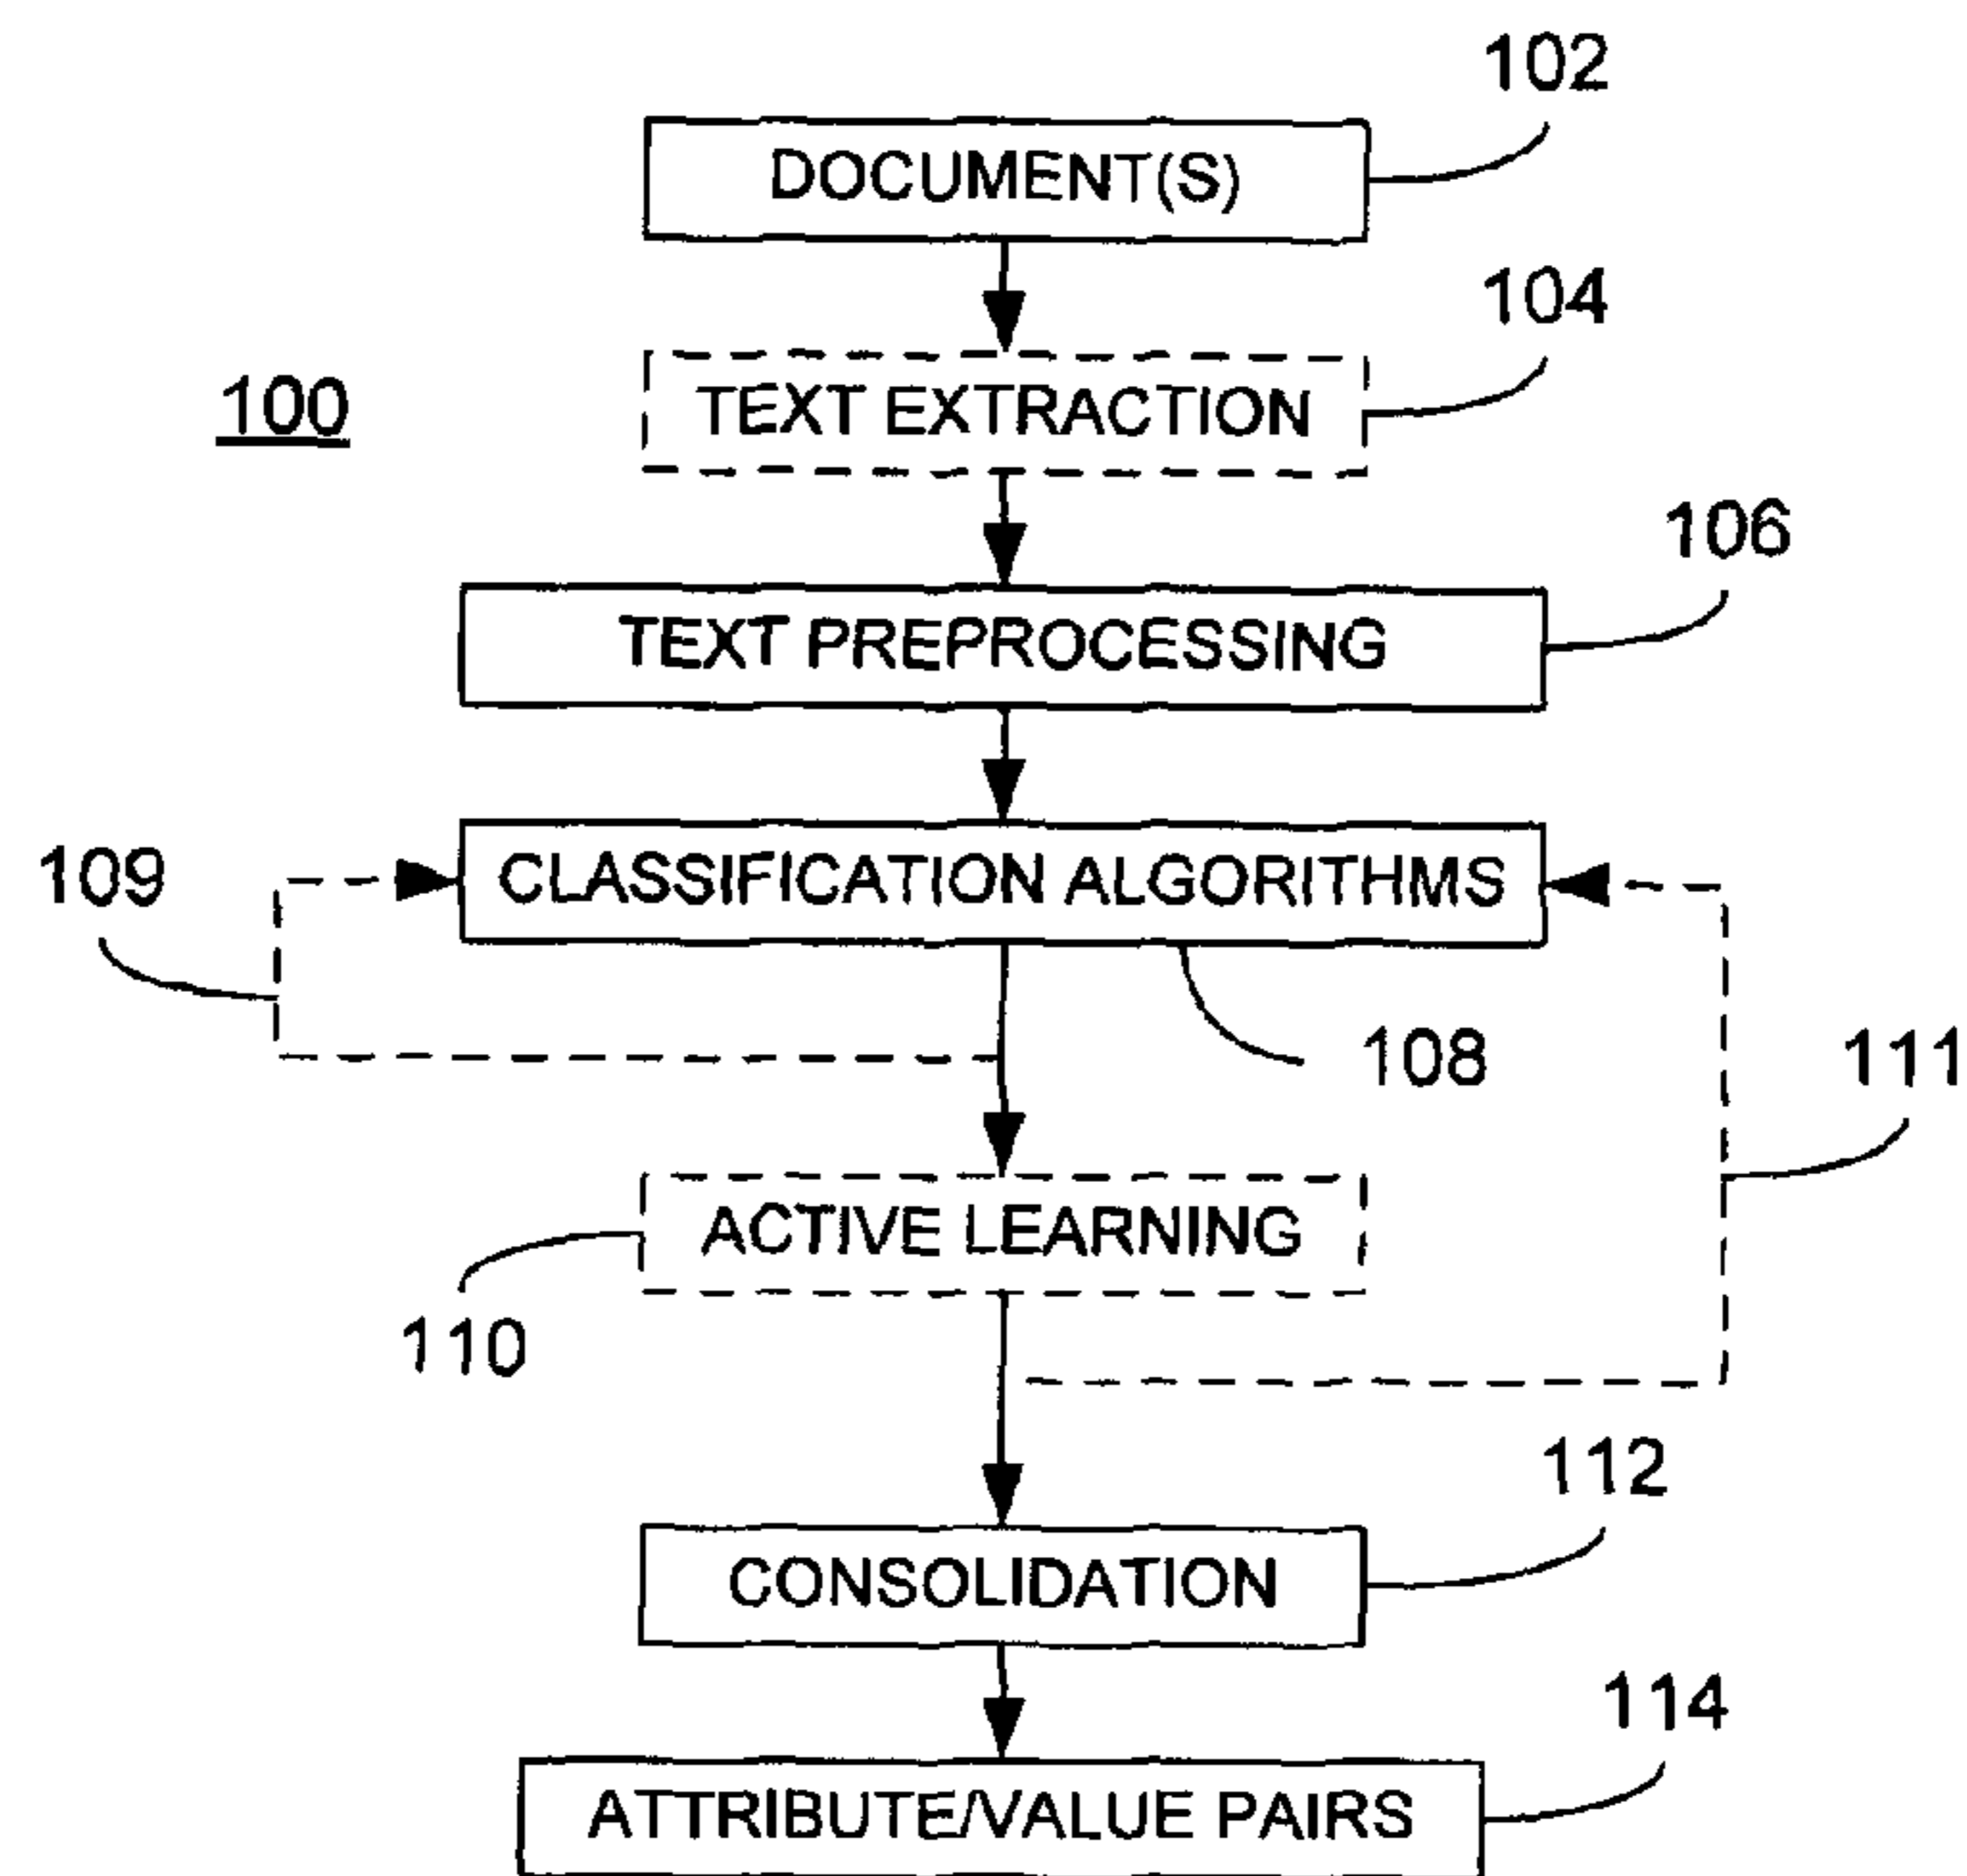 102
DOCUMENT(S)
104
100
TEXT EXTRACTION
106
TEXT PREPROCESSING
109
CLASSIFICATION ALGORITHMS
108
111
ACTIVE LEARNING
110
112
CONSOLIDATION
114
ATTRIBUTE/VALUE PAIRS